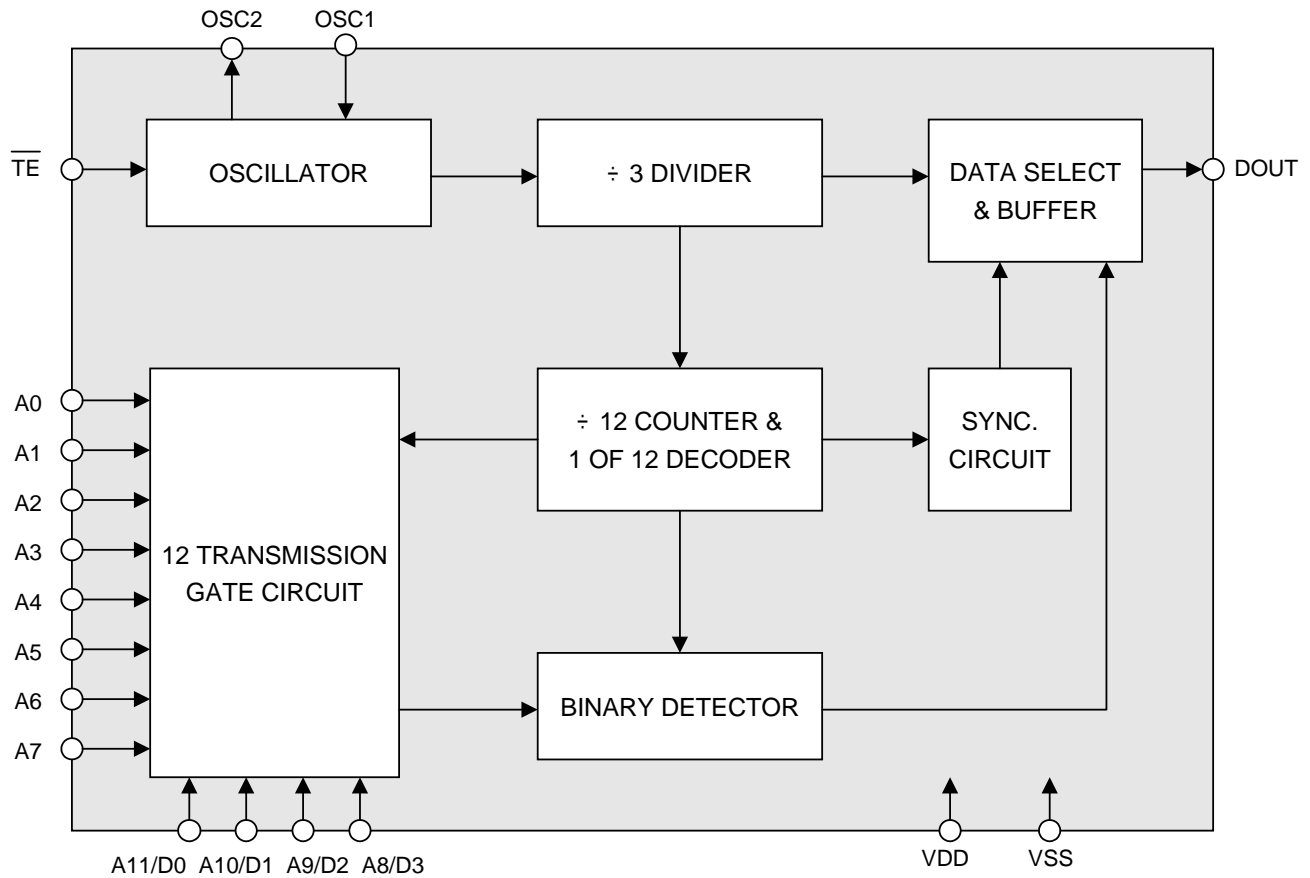 OSC2
OSC1
TE
OSCILLATOR
÷ 3 DIVIDER
DATA SELECT
& BUFFER
DOUT
A0
A1
A2
A3
A4
A5
A6
A7
12 TRANSMISSION
GATE CIRCUIT
÷ 12 COUNTER &
1 OF 12 DECODER
SYNC.
CIRCUIT
BINARY DETECTOR
A11/D0
A10/D1
A9/D2
A8/D3
VDD
VSS